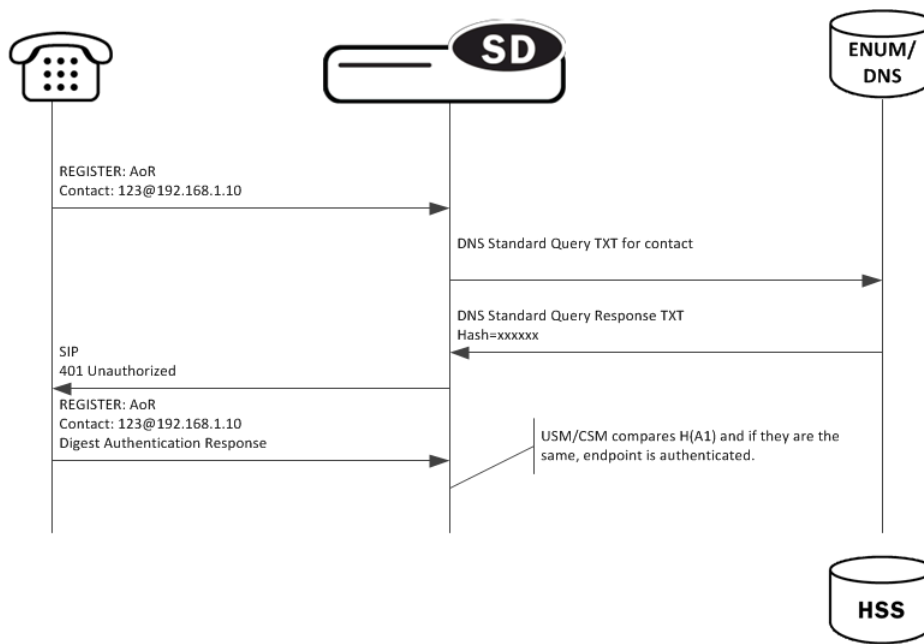 SD
ENUM/
DNS
REGISTER: AoR
Contact: 123@192.168.1.10
DNS Standard Query TXT for contact
DNS Standard Query Response TXT
Hash=xxxxxx
SIP
401 Unauthorized
REGISTER: AoR
Contact: 123@192.168.1.10
Digest Authentication Response
USM/CSM compares H(A1) and if they are the
same, endpoint is authenticated.
HSS